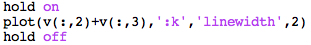 hold on
plot(v(:,2)+v(:,3),':k','linewidth',2)
hold off